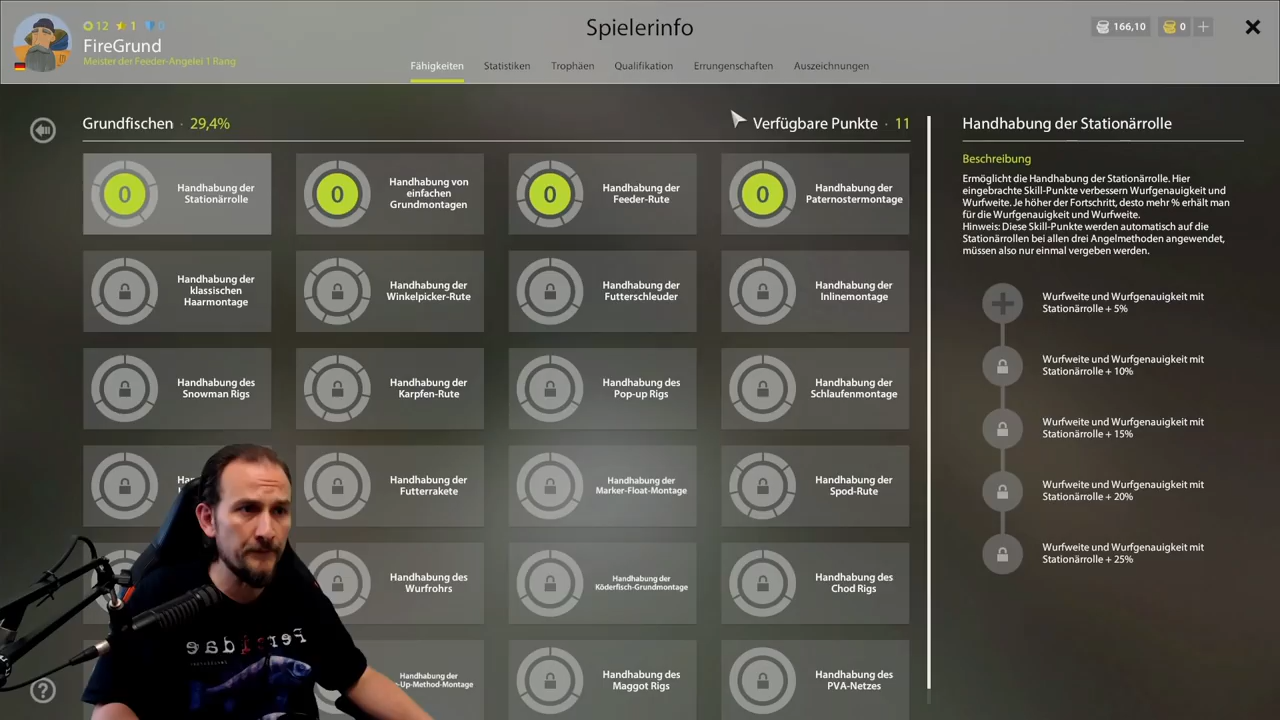 12 1 0
FireGrund
Meister der Feeder-Angelei 1 Rang
Spielerinfo
166,10 0
Fähigkeiten Statistiken Trophäen Qualifikation Errungenschaften Auszeichnungen
Grundfischen · 29,4%
Verfügbare Punkte · 11
0 Handhabung der
Stationärrolle
0 Handhabung von
einfachen
Grundmontagen
0 Handhabung der
Feeder-Rute
0 Handhabung der
Paternostermontage
Handhabung der
klassischen
Haarmontage
Handhabung der
Winkelpicker-Rute
Handhabung der
Futterschleuder
Handhabung der
Inlinemontage
Handhabung des
Snowman Rigs
Handhabung der
Karpfen-Rute
Handhabung des
Pop-up Rigs
Handhabung der
Schlaufenmontage
Handhabung der
Futterrakete
Handhabung der
Marker-Float-Montage
Handhabung der
Spod-Rute
Handhabung des
Wurfrohrs
Handhabung der
Köderfisch-Grundmontage
Handhabung des
Chod Rigs
Handhabung der
-Up-Method-Montage
Handhabung des
Maggot Rigs
Handhabung des
PVA-Netzes
Handhabung der Stationärrolle
Beschreibung
Ermöglicht die Handhabung der Stationärrolle. Hier
eingebrachte Skill-Punkte verbessern Wurfgenauigkeit und
Wurfweite. Je höher der Fortschritt, desto mehr % erhält man
für die Wurfgenauigkeit und Wurfweite.
Hinweis: Diese Skill-Punkte werden automatisch auf die
Stationärrollen bei allen drei Angelmethoden angewendet,
müssen also nur einmal vergeben werden.
Wurfweite und Wurfgenauigkeit mit
Stationärrolle + 5%
Wurfweite und Wurfgenauigkeit mit
Stationärrolle + 10%
Wurfweite und Wurfgenauigkeit mit
Stationärrolle + 15%
Wurfweite und Wurfgenauigkeit mit
Stationärrolle + 20%
Wurfweite und Wurfgenauigkeit mit
Stationärrolle + 25%